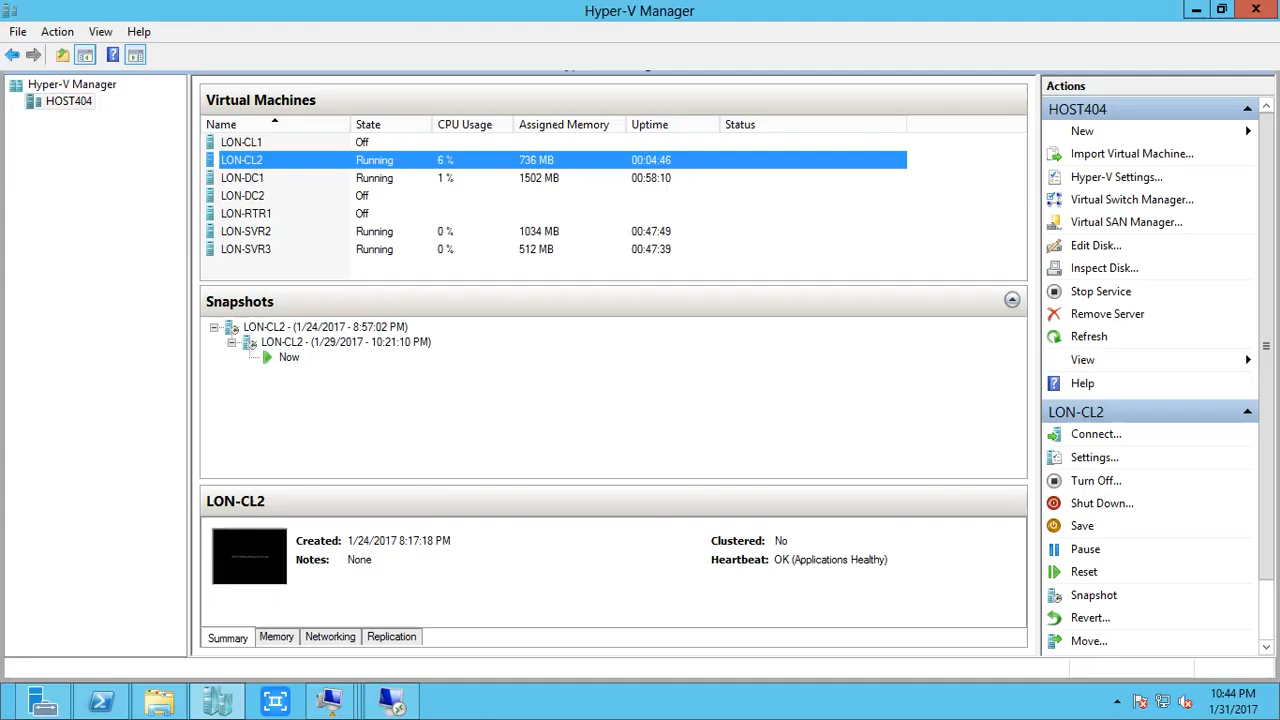 Hyper-V Manager
File Action View Help
Hyper-V Manager
HOST404
Virtual Machines
Name State CPU Usage Assigned Memory Uptime Status
LON-CL1 Off
LON-CL2 Running 6 % 736 MB 00:04:46
LON-DC1 Running 1 % 1502 MB 00:58:10
LON-DC2 Off
LON-RTR1 Off
LON-SVR2 Running 0 % 1034 MB 00:47:49
LON-SVR3 Running 0 % 512 MB 00:47:39
Snapshots
LON-CL2 - (1/24/2017 - 8:57:02 PM)
LON-CL2 - (1/29/2017 - 10:21:10 PM)
Now
LON-CL2
Created: 1/24/2017 8:17:18 PM Clustered: No
Notes: None Heartbeat: OK (Applications Healthy)
Summary Memory Networking Replication
Actions
HOST404
New
Import Virtual Machine...
Hyper-V Settings...
Virtual Switch Manager...
Virtual SAN Manager...
Edit Disk...
Inspect Disk...
Stop Service
Remove Server
Refresh
View
Help
LON-CL2
Connect...
Settings...
Turn Off...
Shut Down...
Save
Pause
Reset
Snapshot
Revert...
Move...
10:44 PM
1/31/2017